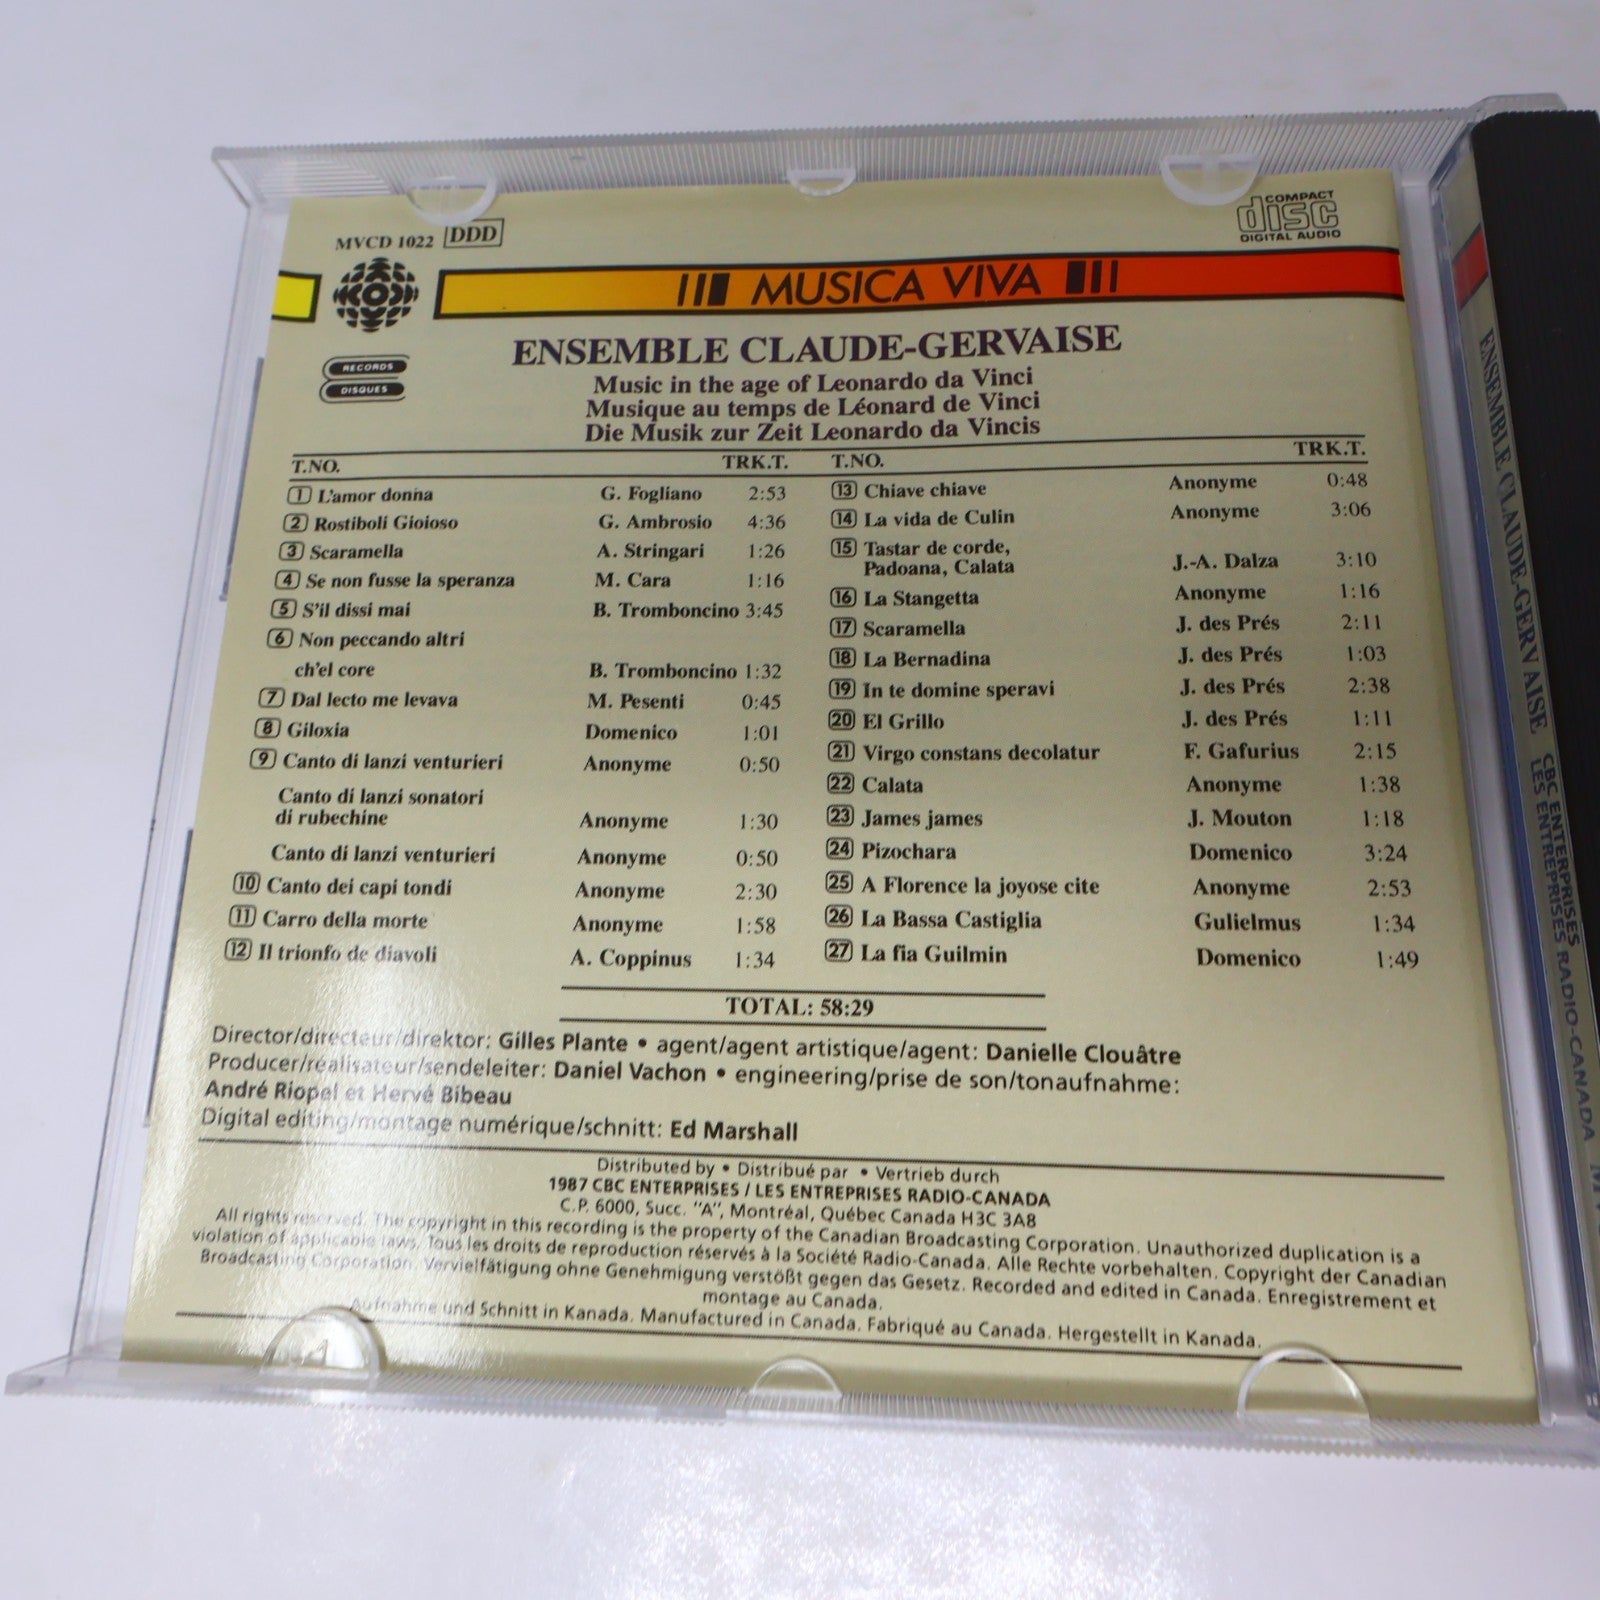 MVCD 1022 DDD
COMPACT
disc
DIGITAL AUDIO
MUSICA VIVA
RECORDS
DISQUES
ENSEMBLE CLAUDE-GERVAISE
Music in the age of Leonardo da Vinci
Musique au temps de Léonard de Vinci
Die Musik zur Zeit Leonardo da Vincis
T.NO. TRK.T.
1 L'amor donna G. Fogliano 2:53
2 Rostiboli Gioioso G. Ambrosio 4:36
3 Scaramella A. Stringari 1:26
4 Se non fusse la speranza M. Cara 1:16
5 S'il dissi mai B. Tromboncino 3:45
6 Non peccando altri
ch'el core B. Tromboncino 1:32
7 Dal lecto me levava M. Pesenti 0:45
8 Giloxia Domenico 1:01
9 Canto di lanzi venturieri Anonyme 0:50
Canto di lanzi sonatori
di rubechine Anonyme 1:30
Canto di lanzi venturieri Anonyme 0:50
10 Canto dei capi tondi Anonyme 2:30
11 Carro della morte Anonyme 1:58
12 Il trionfo de diavoli A. Coppinus 1:34
T.NO. TRK.T.
13 Chiave chiave Anonyme 0:48
14 La vida de Culin Anonyme 3:06
15 Tastar de corde,
Padoana, Calata J.-A. Dalza 3:10
16 La Stangetta Anonyme 1:16
17 Scaramella J. des Prés 2:11
18 La Bernadina J. des Prés 1:03
19 In te domine speravi J. des Prés 2:38
20 El Grillo J. des Prés 1:11
21 Virgo constans decolatur F. Gafurius 2:15
22 Calata Anonyme 1:38
23 James james J. Mouton 1:18
24 Pizochara Domenico 3:24
25 A Florence la joyose cite Anonyme 2:53
26 La Bassa Castiglia Gulielmus 1:34
27 La fia Guilmin Domenico 1:49
TOTAL: 58:29
Director/directeur/direktor: Gilles Plante • agent/agent artistique/agent: Danielle Clouâtre
Producer/réalisateur/sendeleiter: Daniel Vachon • engineering/prise de son/tonaufnahme:
André Riopel et Hervé Bibeau
Digital editing/montage numérique/schnitt: Ed Marshall
Distributed by • Distribué par • Vertrieb durch
1987 CBC ENTERPRISES / LES ENTREPRISES RADIO-CANADA
C.P. 6000, Succ. "A", Montréal, Québec Canada H3C 3A8
All rights reserved. The copyright in this recording is the property of the Canadian Broadcasting Corporation. Unauthorized duplication is a
violation of applicable laws. Tous les droits de reproduction réservés à la Société Radio-Canada. Alle Rechte vorbehalten. Copyright der Canadian
Broadcasting Corporation. Vervielfätigung ohne Genehmigung verstößt gegen das Gesetz. Recorded and edited in Canada. Enregistrement et
montage au Canada.
Aufnahme und Schnitt in Kanada. Manufactured in Canada. Fabriqué au Canada. Hergestellt in Kanada.
ENSEMBLE CLAUDE-GERVAISE
CBC ENTERPRISES
LES ENTREPRISES RADIO-CANADA